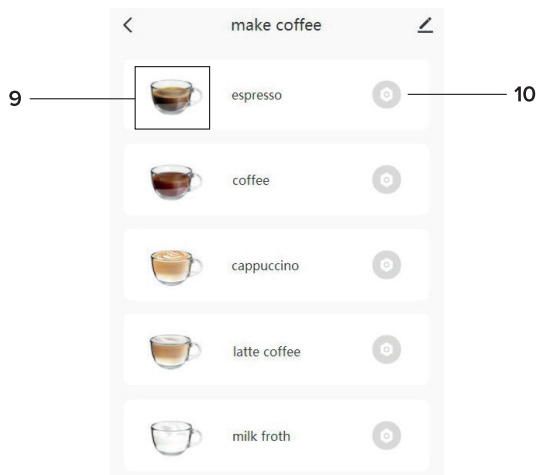 make coffee
9
espresso
10
coffee
cappuccino
latte coffee
milk froth